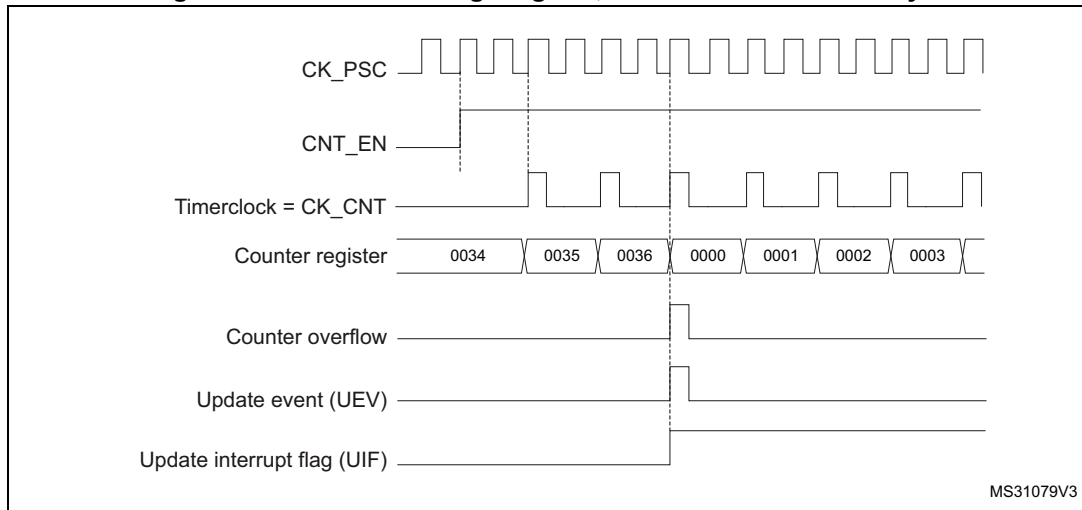 CK_PSC
CNT_EN
Timerclock = CK_CNT
Counter register 0034 0035 0036 0000 0001 0002 0003
Counter overflow
Update event (UEV)
Update interrupt flag (UIF)
MS31079V3